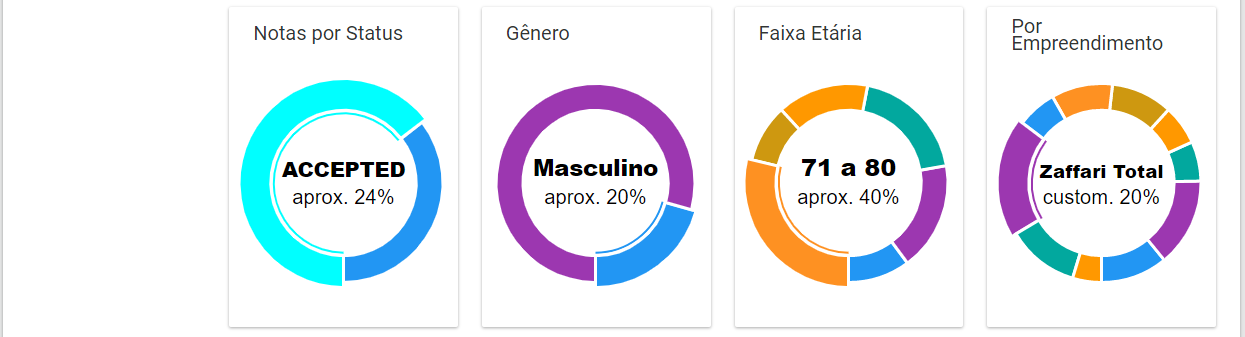 Notas por Status
ACCEPTED
aprox. 24%
Gênero
Masculino
aprox. 20%
Faixa Etária
71 a 80
aprox. 40%
Por
Empreendimento
Zaffari Total
custom. 20%